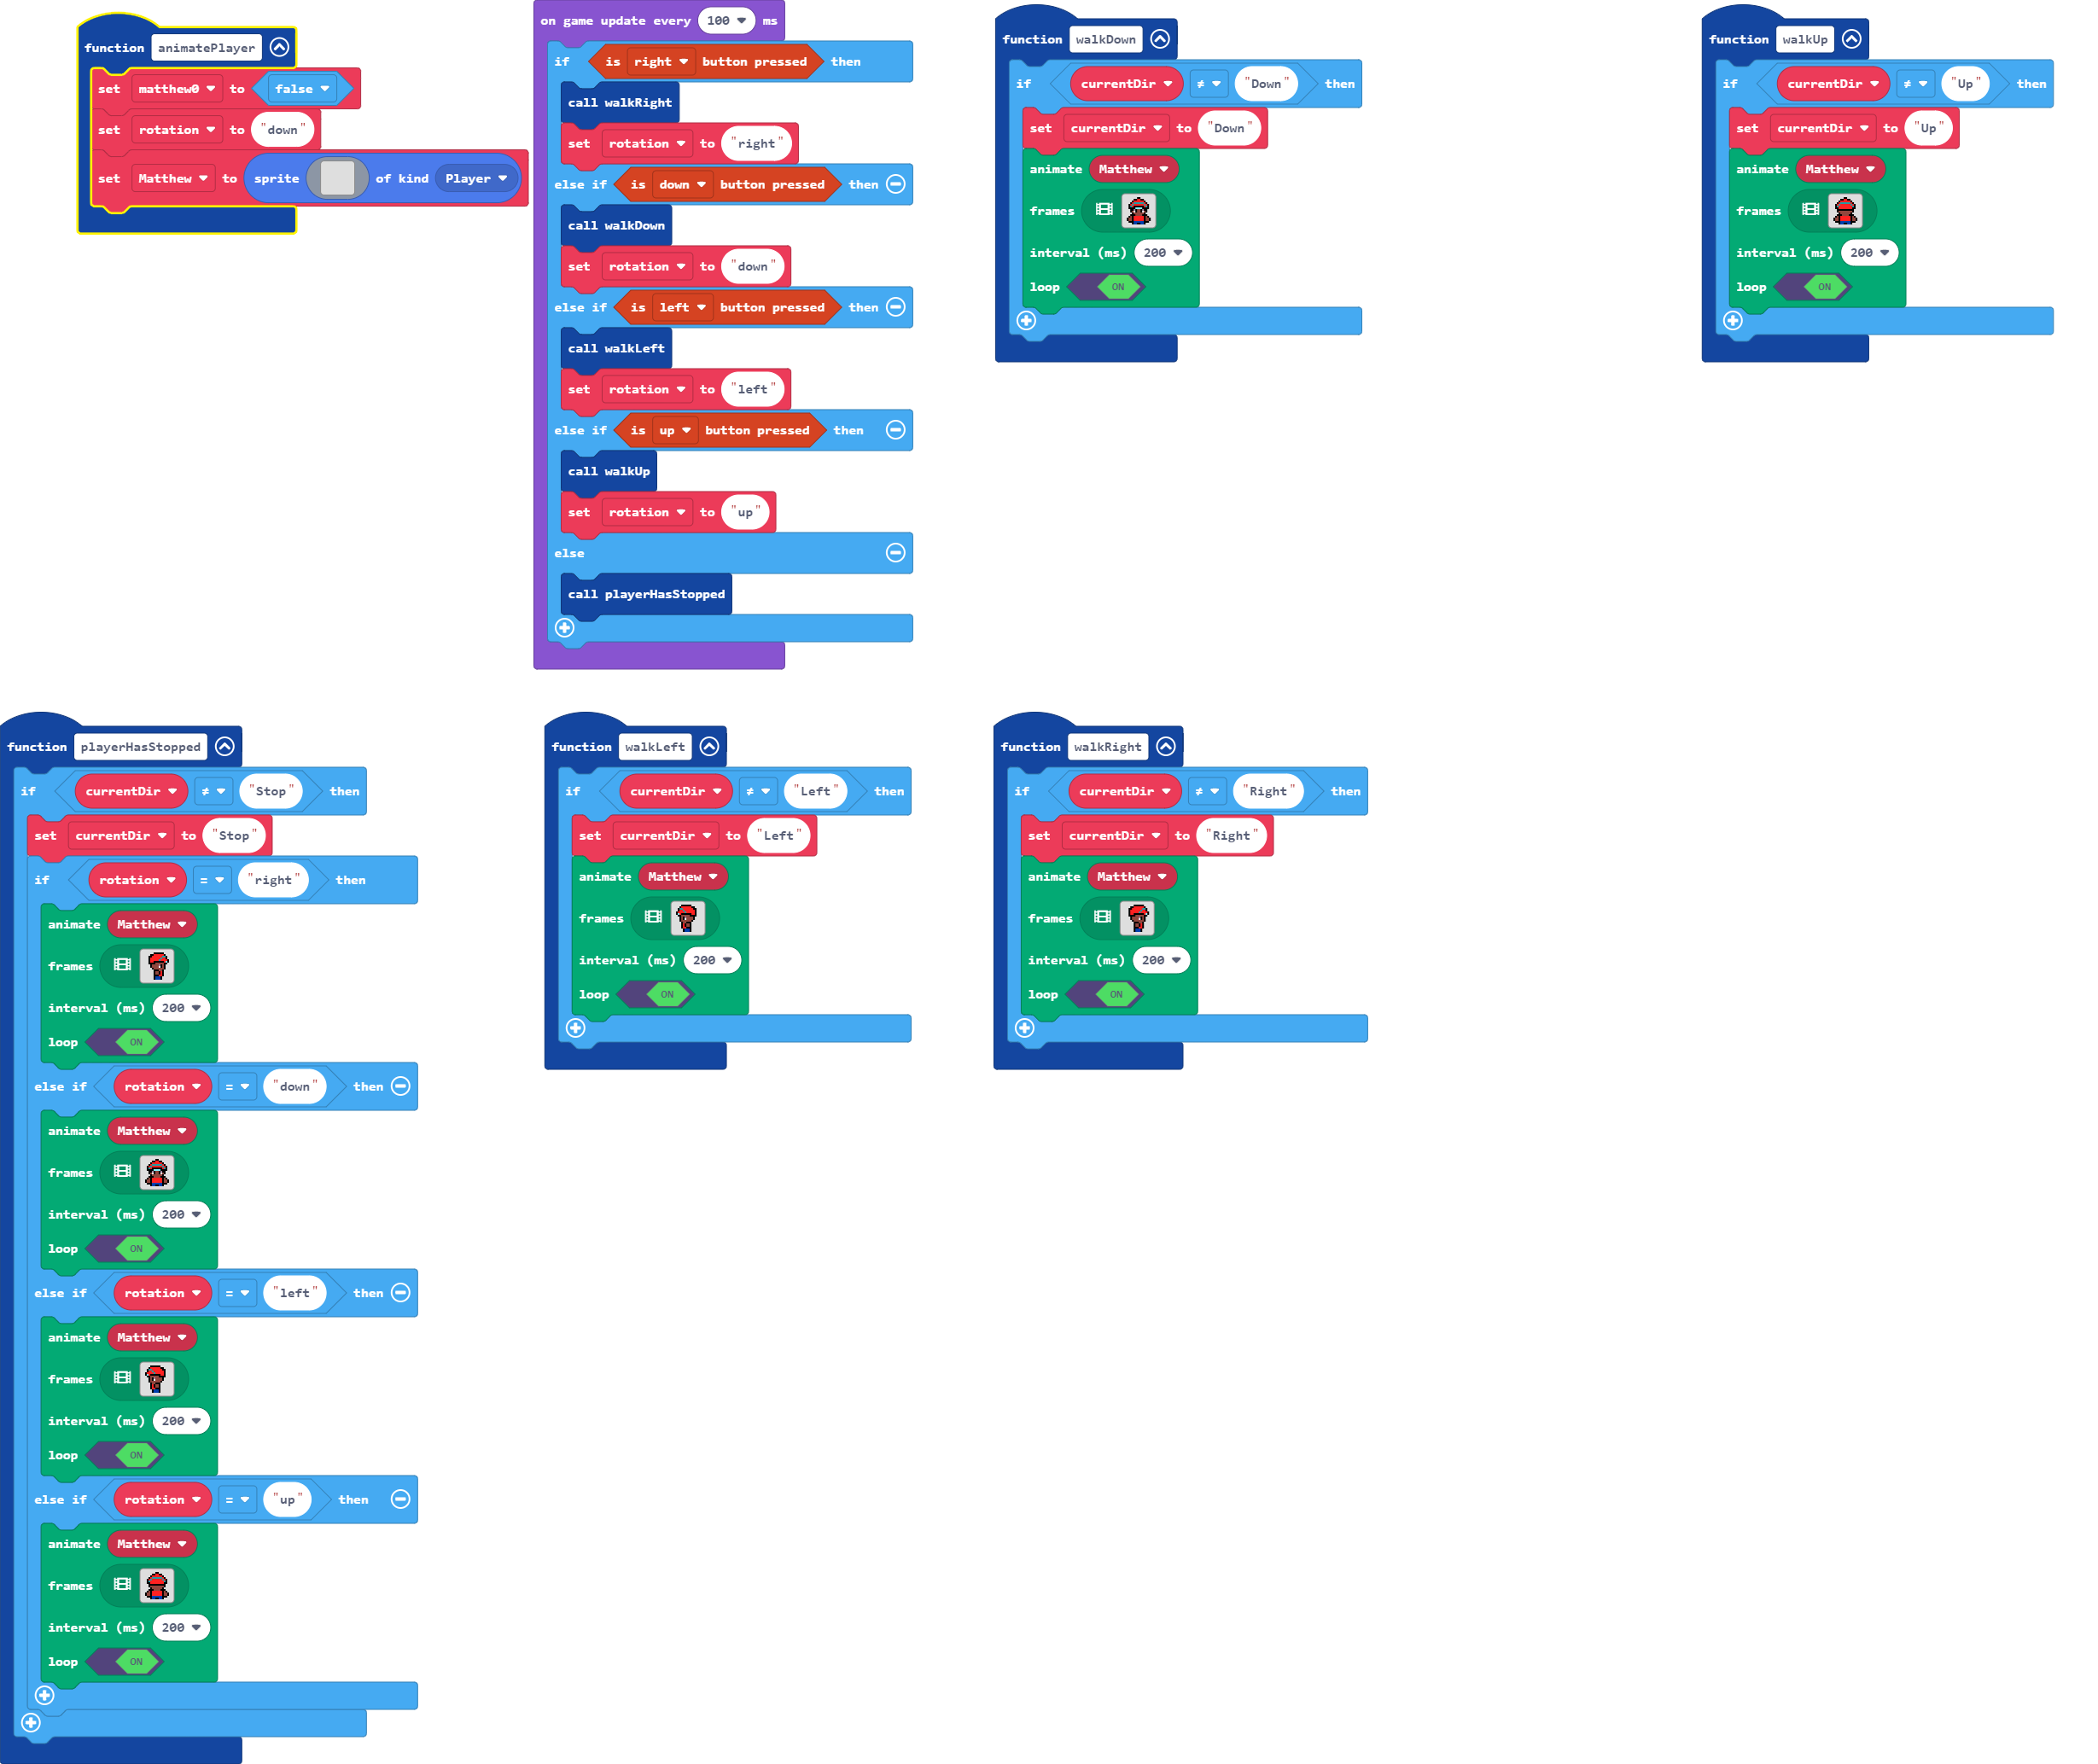 function animatePlayer
set matthew0 to false
set rotation to "down"
set Matthew to sprite of kind Player
on game update every 100 ms
if is right button pressed then
call walkRight
set rotation to "right"
else if is down button pressed then
call walkDown
set rotation to "down"
else if is left button pressed then
call walkLeft
set rotation to "left"
else if is up button pressed then
call walkUp
set rotation to "up"
else
call playerHasStopped
function walkDown
if currentDir ≠ "Down" then
set currentDir to "Down"
animate Matthew
frames
interval (ms) 200
loop ON
function walkUp
if currentDir ≠ "Up" then
set currentDir to "Up"
animate Matthew
frames
interval (ms) 200
loop ON
function playerHasStopped
if currentDir ≠ "Stop" then
set currentDir to "Stop"
if rotation = "right" then
animate Matthew
frames
interval (ms) 200
loop ON
else if rotation = "down" then
animate Matthew
frames
interval (ms) 200
loop ON
else if rotation = "left" then
animate Matthew
frames
interval (ms) 200
loop ON
else if rotation = "up" then
animate Matthew
frames
interval (ms) 200
loop ON
function walkLeft
if currentDir ≠ "Left" then
set currentDir to "Left"
animate Matthew
frames
interval (ms) 200
loop ON
function walkRight
if currentDir ≠ "Right" then
set currentDir to "Right"
animate Matthew
frames
interval (ms) 200
loop ON